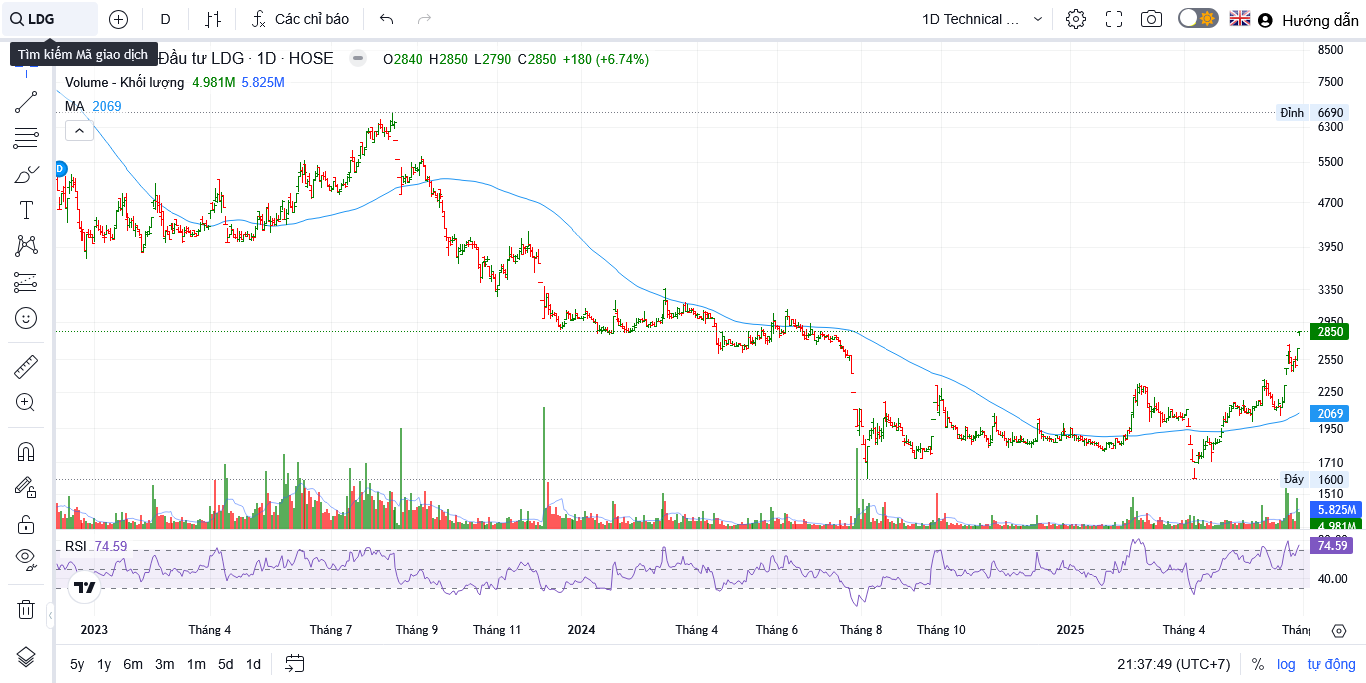 LDG
D
Các chỉ báo
1D Technical ...
Hướng dẫn
Tìm kiếm Mã giao dịch
Đầu tư LDG · 1D · HOSE O2840 H2850 L2790 C2850 +180 (+6.74%)
Volume - Khối lượng 4.981M 5.825M
MA 2069
D
8500
7500
Đỉnh 6690
6300
5500
4700
3950
3350
2950
2850
2550
2250
2069
1950
1710
Đáy 1600
1510
5.825M
4.981M
RSI 74.59
74.59
40.00
2023 Tháng 4 Tháng 7 Tháng 9 Tháng 11 2024 Tháng 4 Tháng 6 Tháng 8 Tháng 10 2025 Tháng 4 Tháng
5y 1y 6m 3m 1m 5d 1d
21:37:49 (UTC+7) % log tự động